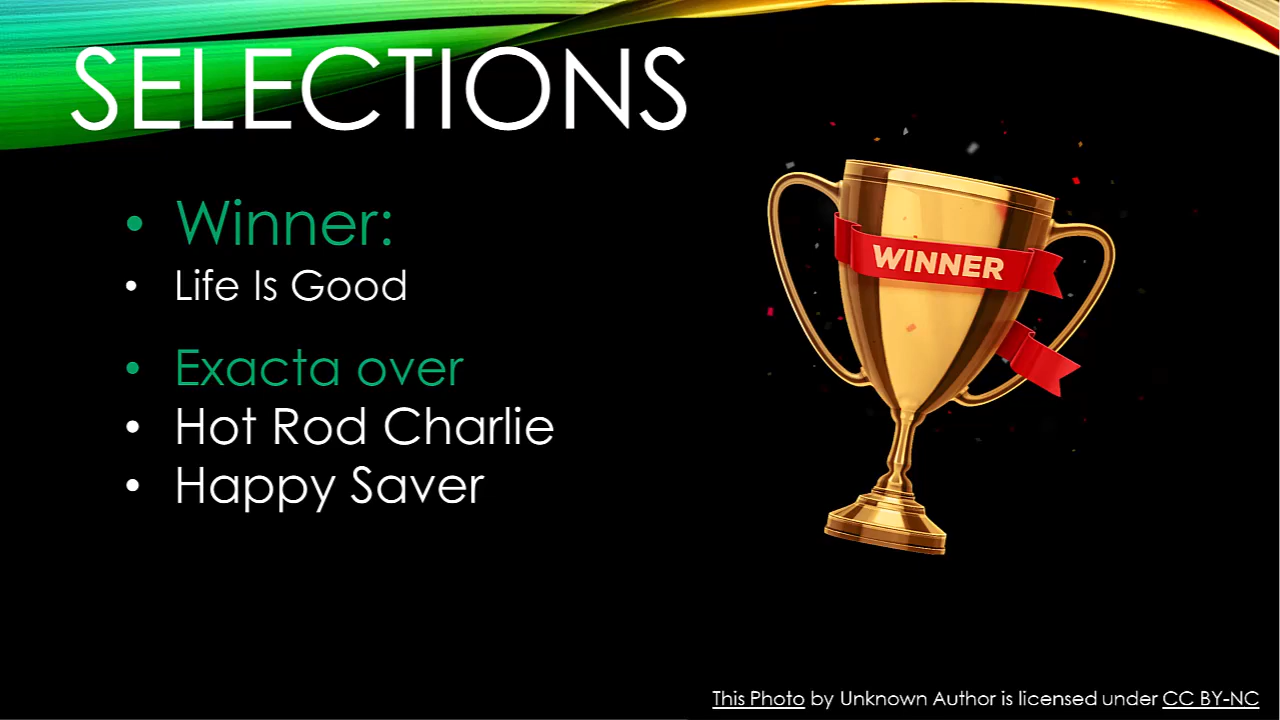 SELECTIONS
• Winner:
• Life Is Good
• Exacta over
• Hot Rod Charlie
• Happy Saver
WINNER
This Photo by Unknown Author is licensed under CC BY-NC